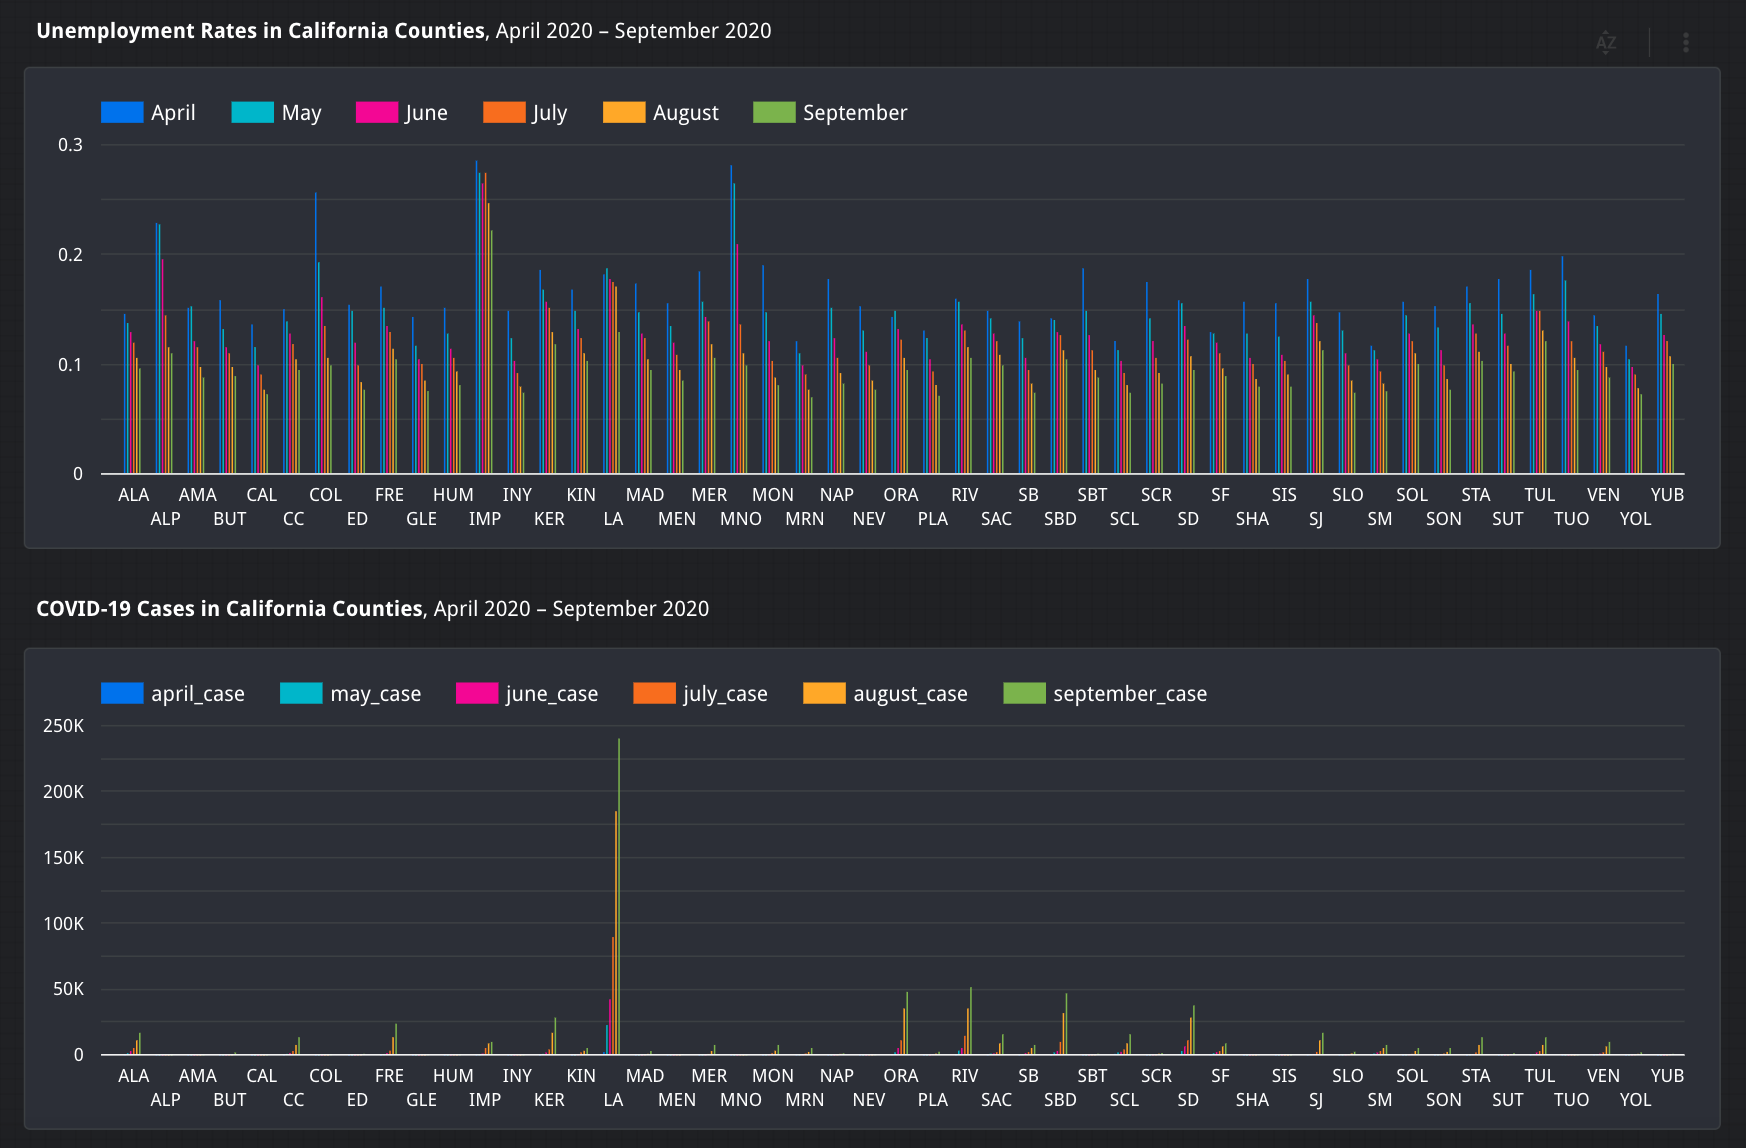 Unemployment Rates in California Counties, April 2020 – September 2020
AZ
April May June July August September
0.3
0.2
0.1
0
ALA AMA CAL COL FRE HUM INY KIN MAD MER MON NAP ORA RIV SB SBT SCR SF SIS SLO SOL STA TUL VEN YUB
ALP BUT CC ED GLE IMP KER LA MEN MNO MRN NEV PLA SAC SBD SCL SD SHA SJ SM SON SUT TUO YOL
COVID-19 Cases in California Counties, April 2020 – September 2020
april_case may_case june_case july_case august_case september_case
250K
200K
150K
100K
50K
0
ALA AMA CAL COL FRE HUM INY KIN MAD MER MON NAP ORA RIV SB SBT SCR SF SIS SLO SOL STA TUL VEN YUB
ALP BUT CC ED GLE IMP KER LA MEN MNO MRN NEV PLA SAC SBD SCL SD SHA SJ SM SON SUT TUO YOL